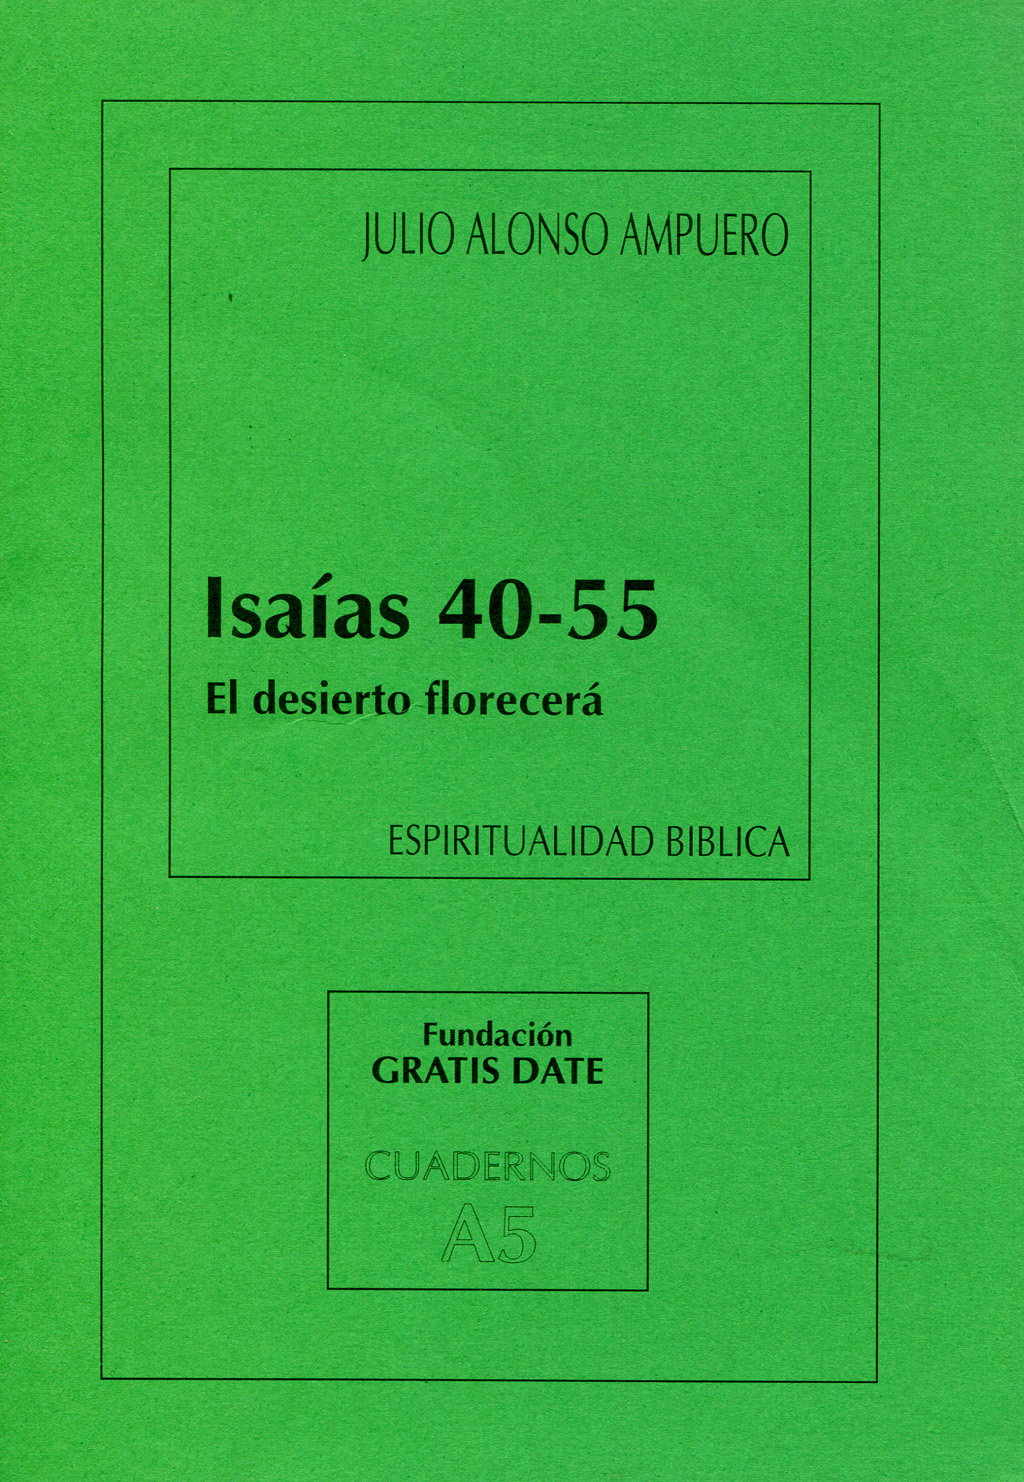 JULIO ALONSO AMPUERO
Isaías 40-55
El desierto florecerá
ESPIRITUALIDAD BIBLICA
Fundación
GRATIS DATE
CUADERNOS
A5